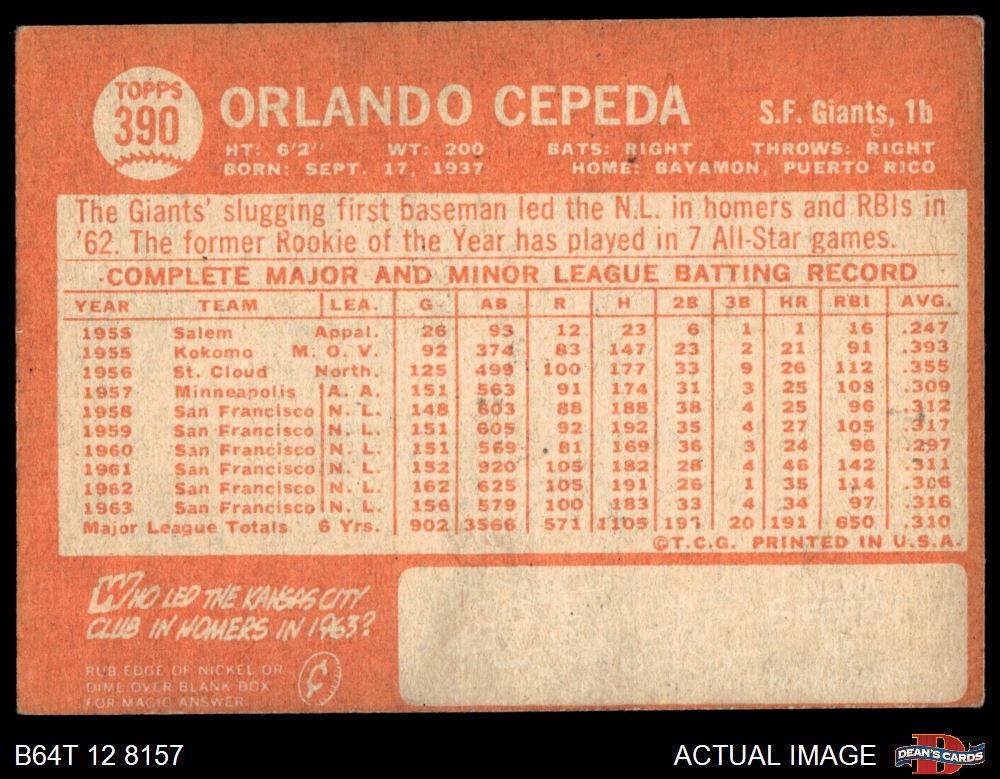 TOPPS
390
ORLANDO CEPEDA
S.F. Giants, 1b
HT: 6'2" WT: 200 BATS: RIGHT THROWS: RIGHT
BORN: SEPT. 17, 1937 HOME: BAYAMON, PUERTO RICO
The Giants' slugging first baseman led the N.L. in homers and RBIs in
'62. The former Rookie of the Year has played in 7 All-Star games.
COMPLETE MAJOR AND MINOR LEAGUE BATTING RECORD
YEAR TEAM LEA. G AB R H 2B 3B HR RBI AVG.
1955 Salem Appal. 26 93 12 23 6 1 1 16 .247
1955 Kokomo M. O. V. 92 374 83 147 23 2 21 91 .393
1956 St. Cloud North. 125 499 100 177 33 9 26 112 .355
1957 Minneapolis A. A. 151 563 91 174 31 3 25 108 .309
1958 San Francisco N. L. 148 603 88 188 38 4 25 96 .312
1959 San Francisco N. L. 151 605 92 192 35 4 27 105 .317
1960 San Francisco N. L. 151 569 81 169 36 3 24 96 .297
1961 San Francisco N. L. 152 920 105 182 28 4 46 142 .311
1962 San Francisco N. L. 162 625 105 191 26 1 35 114 .306
1963 San Francisco N. L. 156 579 100 183 33 4 34 97 .316
Major League Totals 6 Yrs. 902 3566 571 1105 195 20 191 650 .310
©T.C.G. PRINTED IN U.S.A.
WHO LED THE KANSAS CITY
CLUB IN HOMERS IN 1963?
RUB EDGE OF NICKEL OR
DIME OVER BLANK BOX
FOR MAGIC ANSWER
¢
B64T 12 8157
ACTUAL IMAGE
DEAN'S CARDS